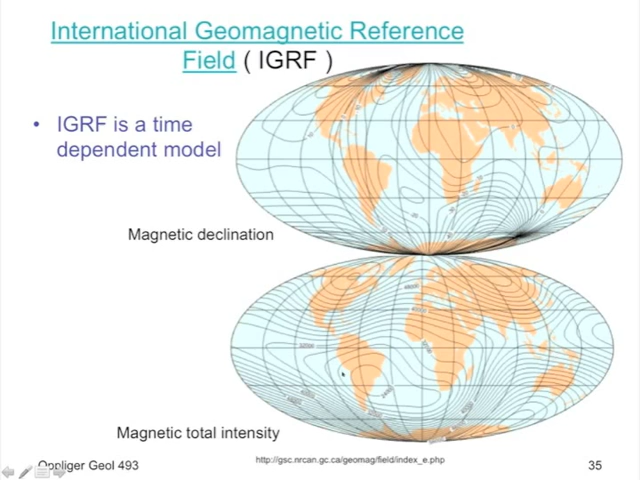 International Geomagnetic Reference
Field ( IGRF )
• IGRF is a time
dependent model
Magnetic declination
Magnetic total intensity
Oppliger Geol 493
http://gsc.nrcan.gc.ca/geomag/field/index_e.php
35